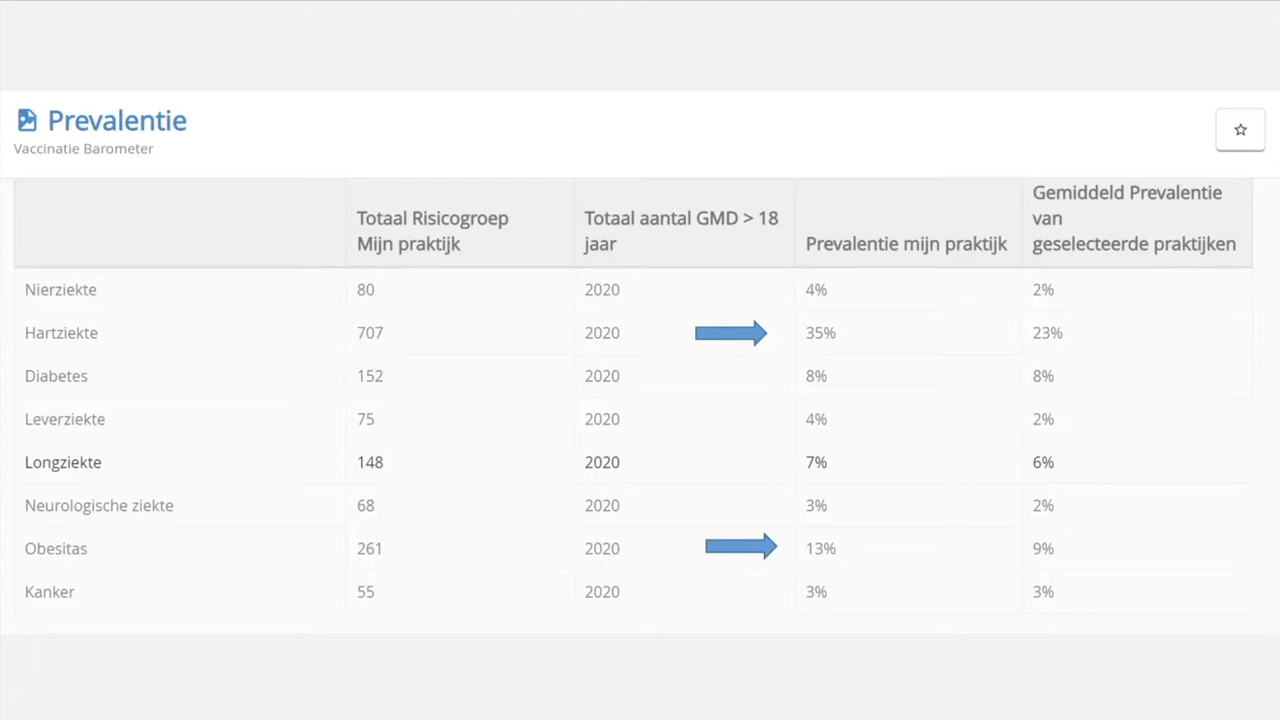 Prevalentie
Vaccinatie Barometer
Totaal Risicogroep
Mijn praktijk
Totaal aantal GMD > 18
jaar
Prevalentie mijn praktijk
Gemiddeld Prevalentie
van
geselecteerde praktijken
Nierziekte 80 2020 4% 2%
Hartziekte 707 2020 35% 23%
Diabetes 152 2020 8% 8%
Leverziekte 75 2020 4% 2%
Longziekte 148 2020 7% 6%
Neurologische ziekte 68 2020 3% 2%
Obesitas 261 2020 13% 9%
Kanker 55 2020 3% 3%